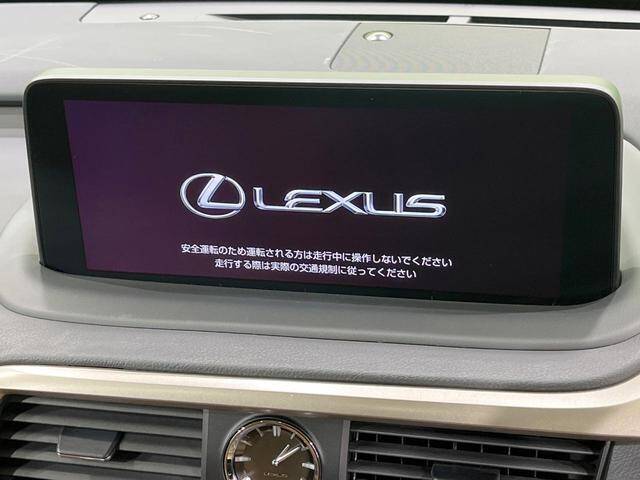 LEXUS
安全運転のため運転される方は走行中に操作しないでください
走行する際は実際の交通規制に従ってください
LEXUS